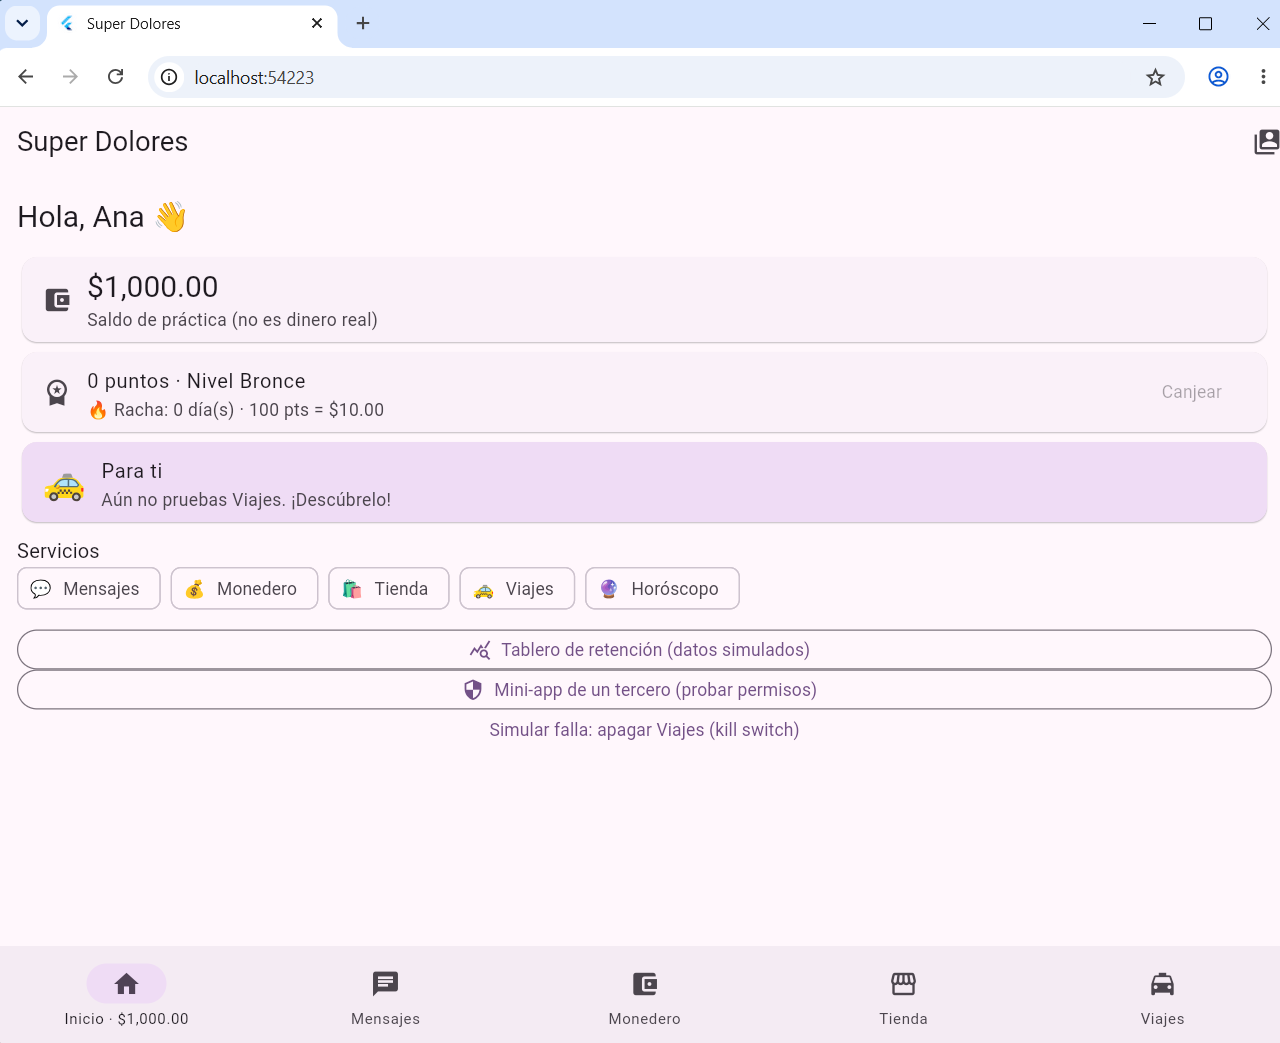 Super Dolores
localhost:54223
Super Dolores
Hola, Ana 👋
$1,000.00
Saldo de práctica (no es dinero real)
0 puntos · Nivel Bronce
🔥 Racha: 0 día(s) · 100 pts = $10.00
Canjear
Para ti
Aún no pruebas Viajes. ¡Descúbrelo!
Servicios
Mensajes
Monedero
Tienda
Viajes
Horóscopo
Tablero de retención (datos simulados)
Mini-app de un tercero (probar permisos)
Simular falla: apagar Viajes (kill switch)
Inicio · $1,000.00
Mensajes
Monedero
Tienda
Viajes